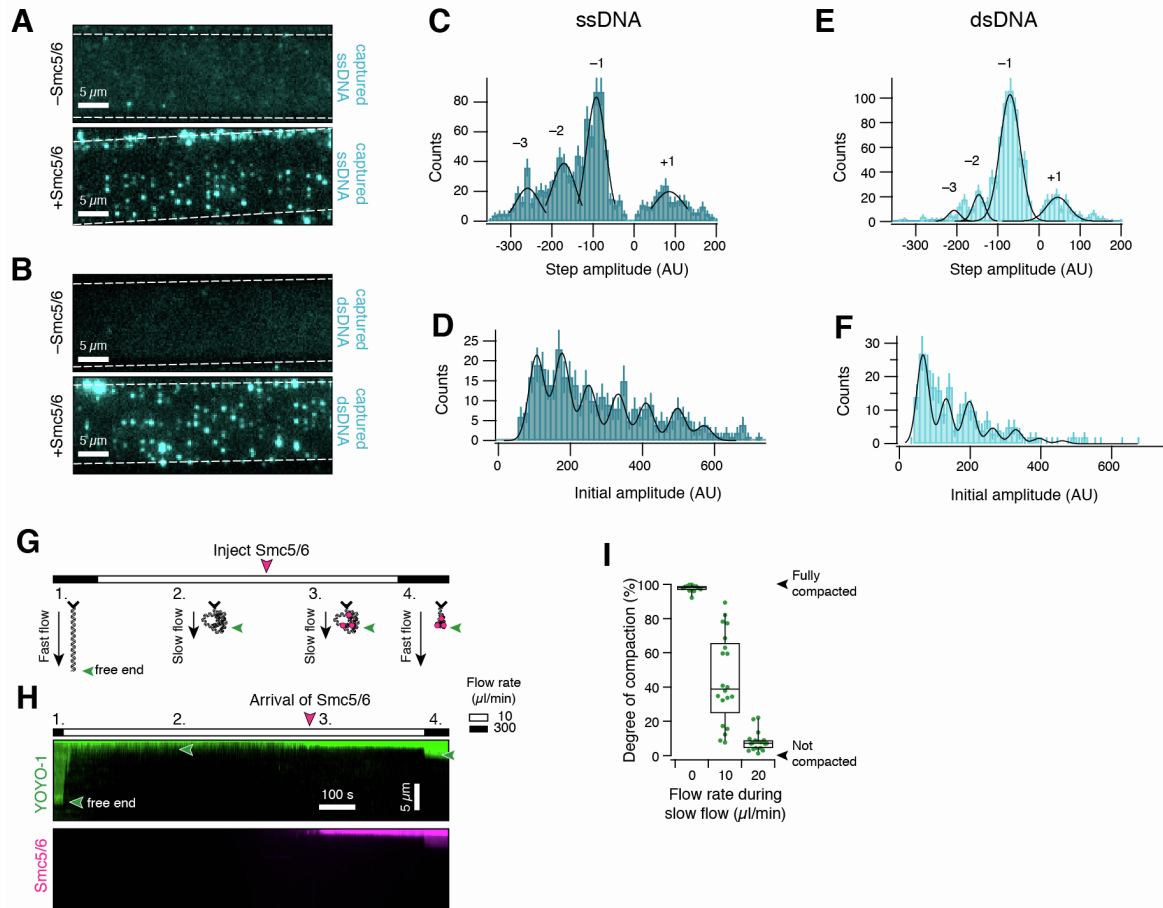 A
–Smc5/6
5 µm
captured
ssDNA
+Smc5/6
5 µm
captured
ssDNA
B
–Smc5/6
5 µm
captured
dsDNA
+Smc5/6
5 µm
captured
dsDNA
C
ssDNA
–1
–2
–3
+1
80
60
40
20
0
Counts
-300 -200 -100 0 100 200
Step amplitude (AU)
D
25
20
15
10
5
0
Counts
0 200 400 600
Initial amplitude (AU)
E
dsDNA
–1
–2
–3
+1
100
80
60
40
20
0
Counts
-300 -200 -100 0 100 200
Step amplitude (AU)
F
30
20
10
0
Counts
0 200 400 600
Initial amplitude (AU)
G
Inject Smc5/6
1. 2. 3. 4.
Fast flow
free end
Slow flow
Slow flow
Fast flow
H
Arrival of Smc5/6
Flow rate
(µl/min)
10
300
1. 2. 3. 4.
YOYO-1
free end
100 s
5 µm
Smc5/6
I
Degree of compaction (%)
100
80
60
40
20
0
Fully
compacted
Not
compacted
0 10 20
Flow rate during
slow flow (µl/min)